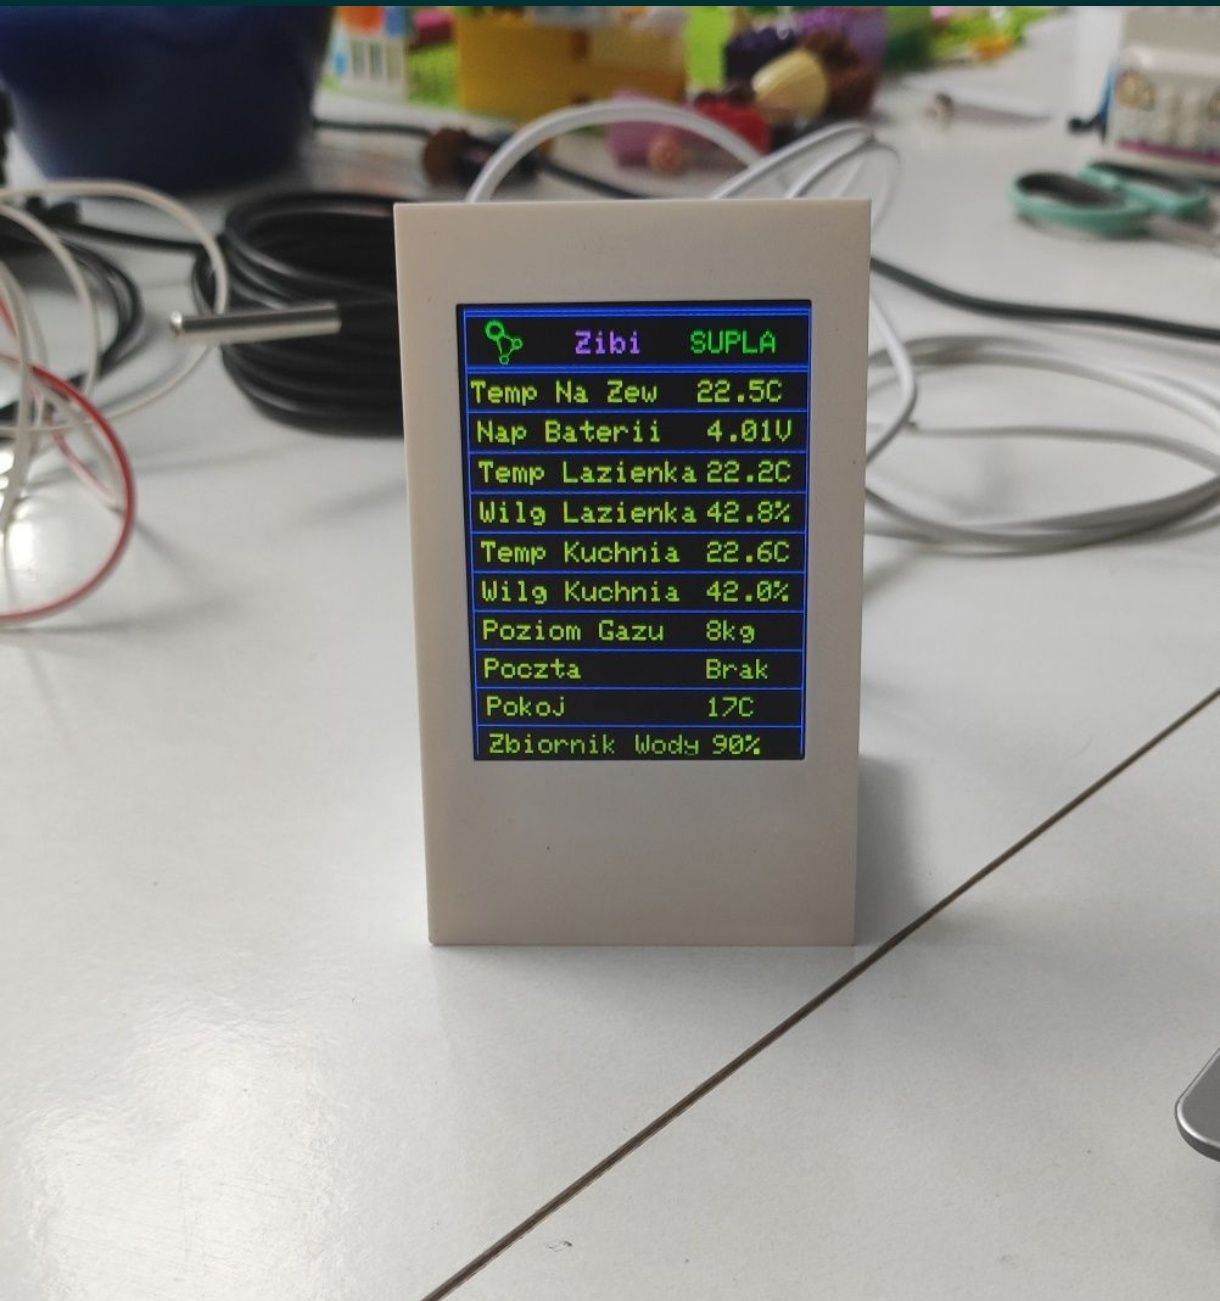 Zibi SUPLA
Temp Na Zew 22.5C
Nap Baterii 4.01V
Temp Lazienka 22.2C
Wilg Lazienka 42.8%
Temp Kuchnia 22.6C
Wilg Kuchnia 42.0%
Poziom Gazu 8kg
Poczta Brak
Pokoj 17C
Zbiornik Wody 90%